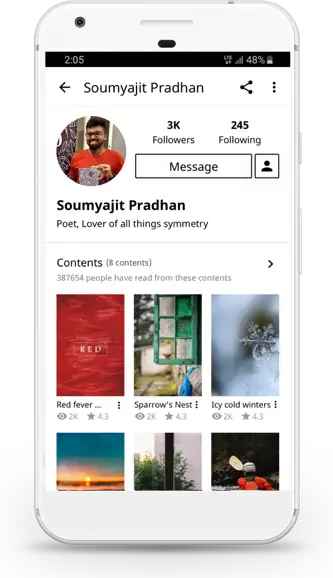 2:05 LTE 48%
Soumyajit Pradhan
3K 245
Followers Following
Message
Soumyajit Pradhan
Poet, Lover of all things symmetry
Contents (8 contents)
387654 people have read from these contents
RED
Red fever ... Sparrow's Nest Icy cold winters
2K 4.3 2K 4.3 2K 4.3